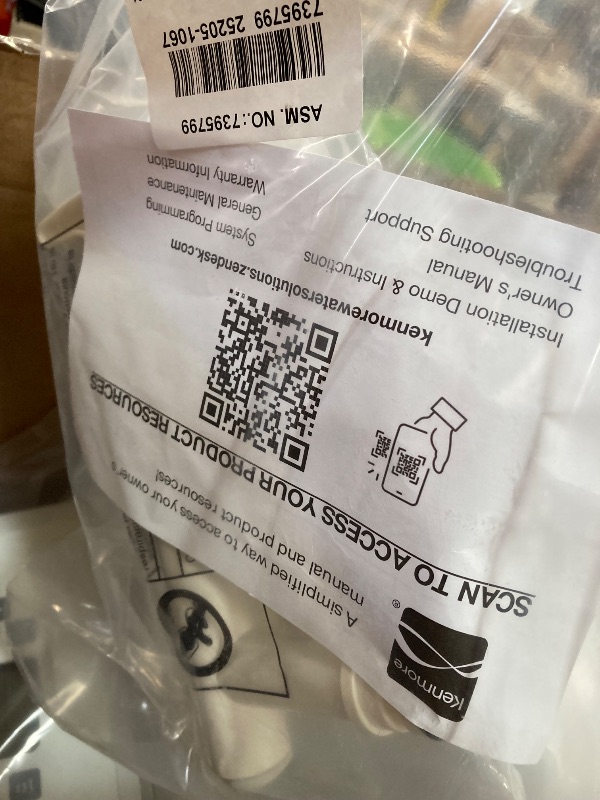 Kenmore®
A simplified way to access your owner's
manual and product resources!
SCAN TO ACCESS YOUR PRODUCT RESOURCES
kenmorewatersolutions.zendesk.com
Installation Demo & Instructions
Owner's Manual
Troubleshooting Support
System Programming
General Maintenance
Warranty Information
ASM. NO.:7395799
7395799 25205-1067